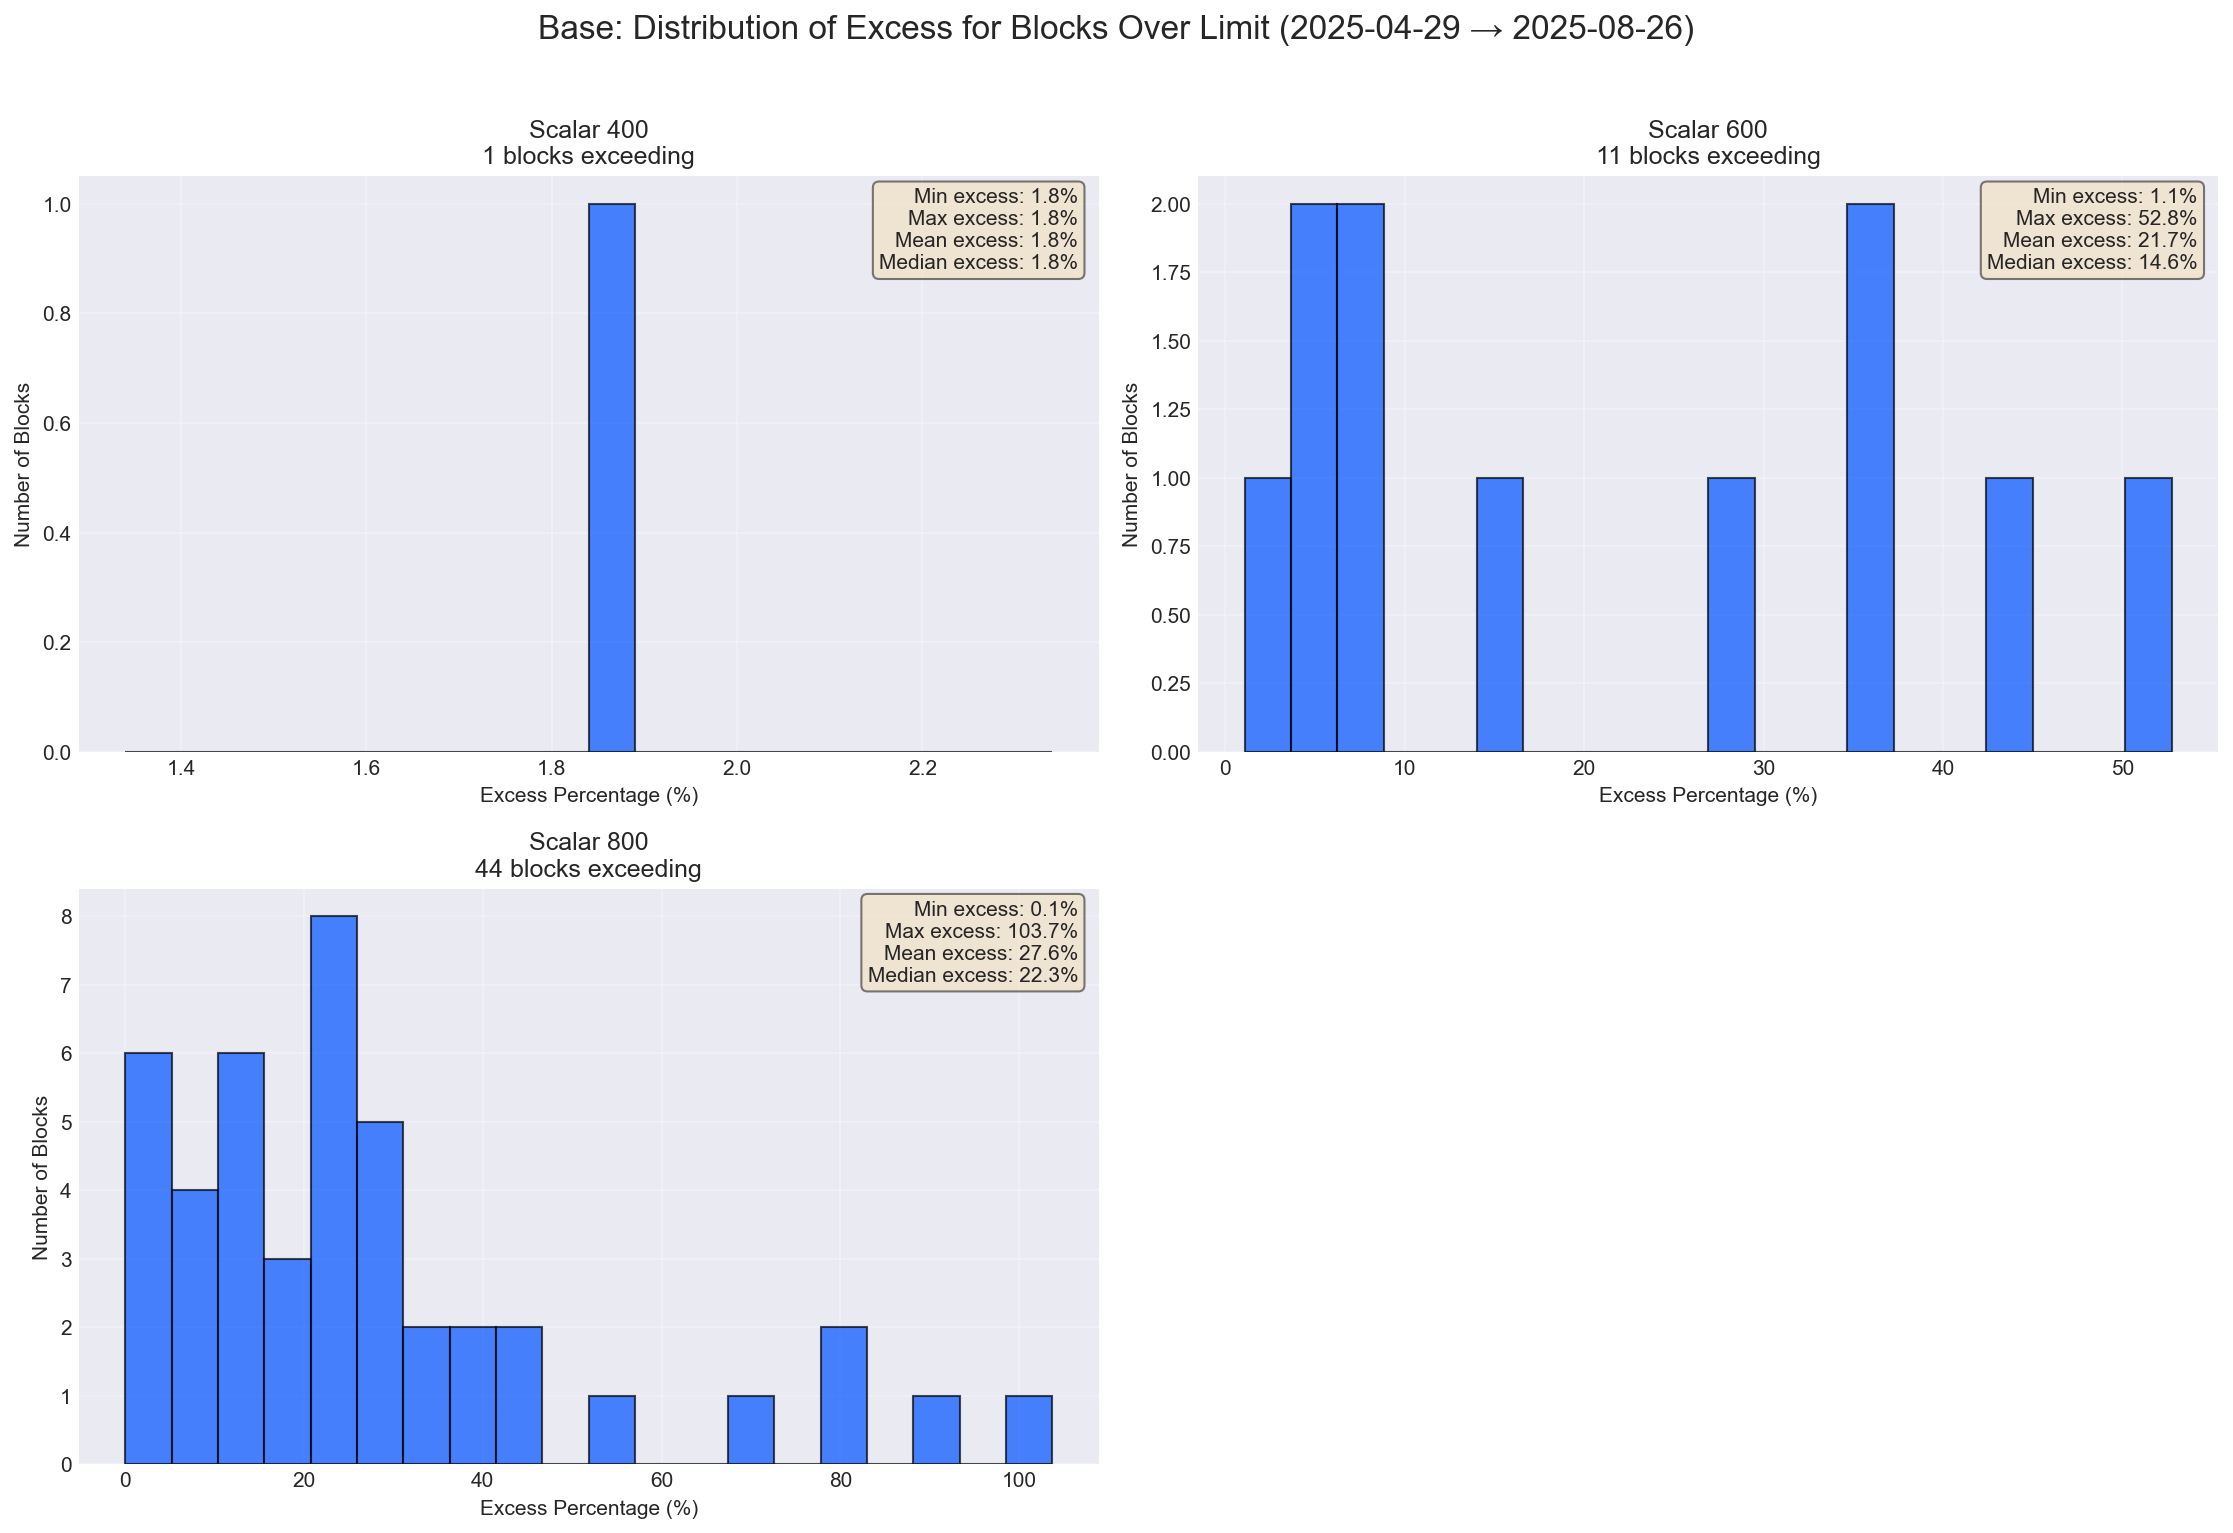 Base: Distribution of Excess for Blocks Over Limit (2025-04-29 → 2025-08-26)
Scalar 400
1 blocks exceeding
Min excess: 1.8%
Max excess: 1.8%
Mean excess: 1.8%
Median excess: 1.8%
Number of Blocks
1.0
0.8
0.6
0.4
0.2
0.0
1.4 1.6 1.8 2.0 2.2
Excess Percentage (%)
Scalar 600
11 blocks exceeding
Min excess: 1.1%
Max excess: 52.8%
Mean excess: 21.7%
Median excess: 14.6%
Number of Blocks
2.00
1.75
1.50
1.25
1.00
0.75
0.50
0.25
0.00
0 10 20 30 40 50
Excess Percentage (%)
Scalar 800
44 blocks exceeding
Min excess: 0.1%
Max excess: 103.7%
Mean excess: 27.6%
Median excess: 22.3%
Number of Blocks
8
7
6
5
4
3
2
1
0
0 20 40 60 80 100
Excess Percentage (%)